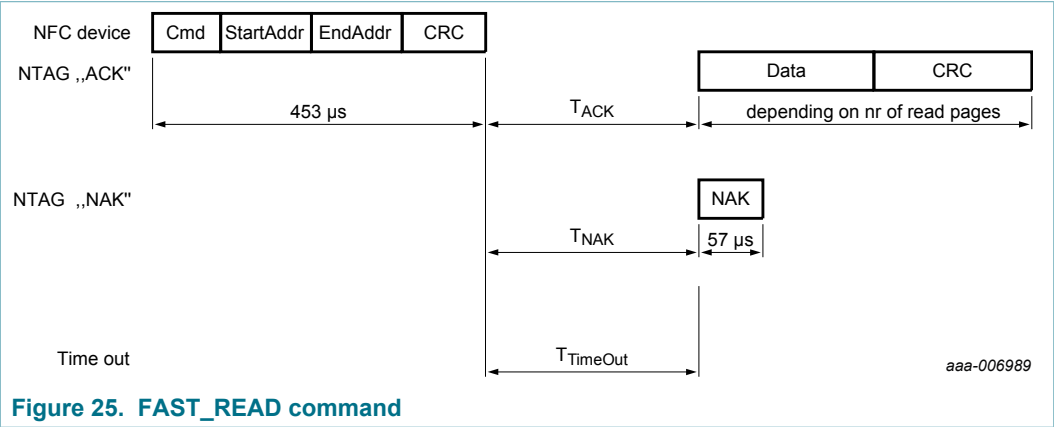 NFC device Cmd StartAddr EndAddr CRC
NTAG ,,ACK" Data CRC
453 µs TACK depending on nr of read pages
NTAG ,,NAK" NAK
TNAK 57 µs
Time out TTimeOut aaa-006989
Figure 25. FAST_READ command